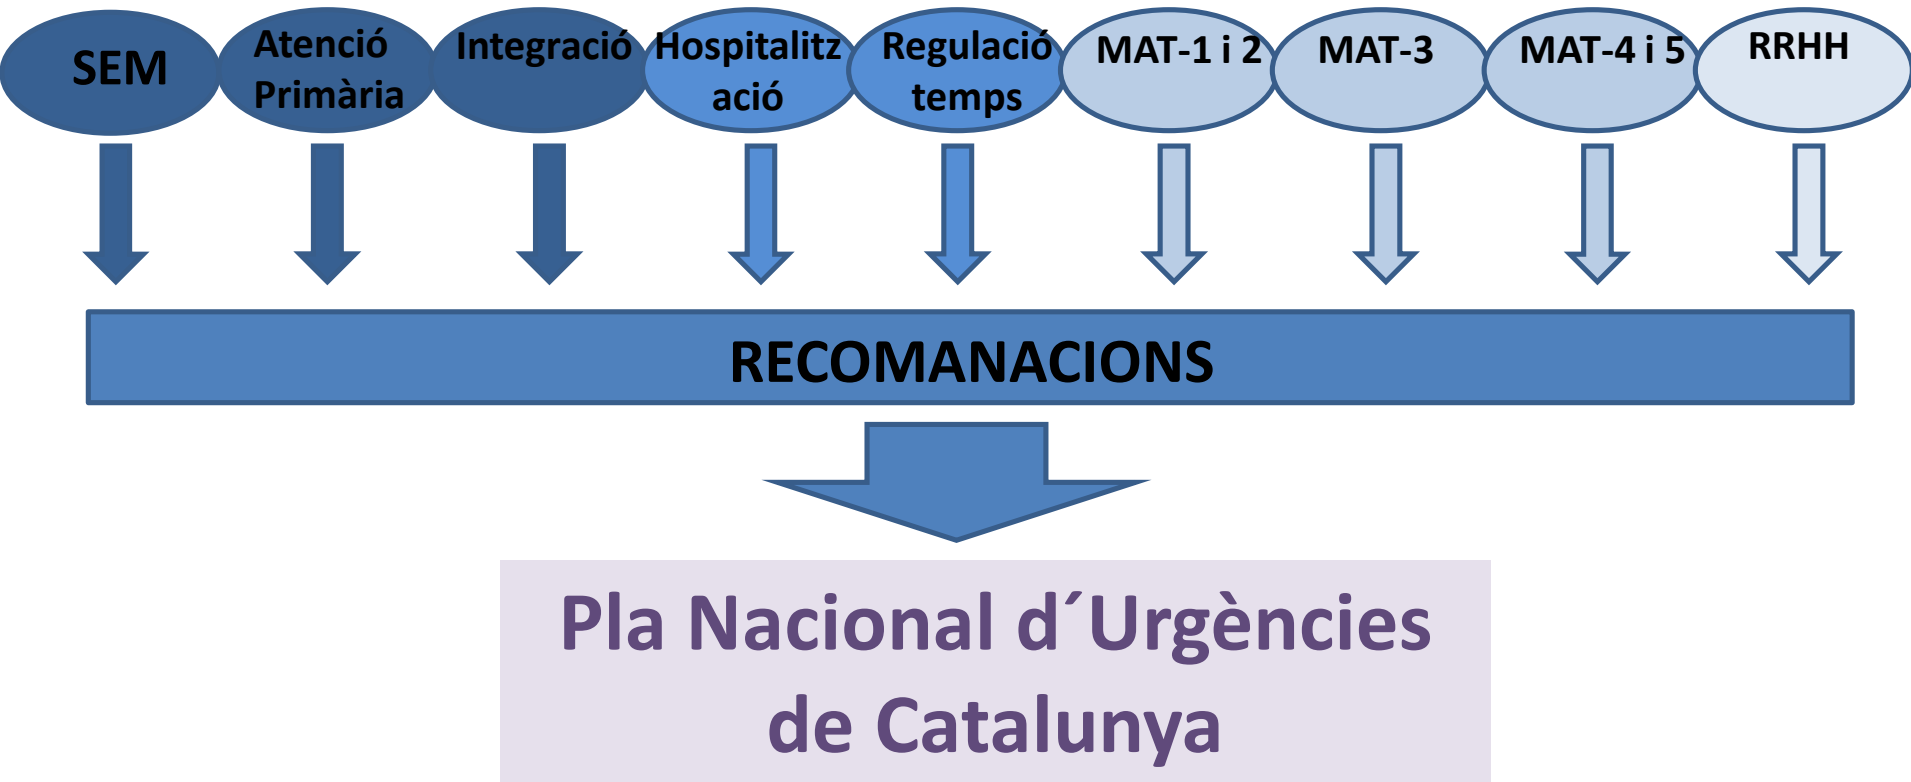 SEM
Atenció
Primària
Integració
Hospitalitz
ació
Regulació
temps
MAT-1 i 2
MAT-3
MAT-4 i 5
RRHH
RECOMANACIONS
Pla Nacional d´Urgències
de Catalunya